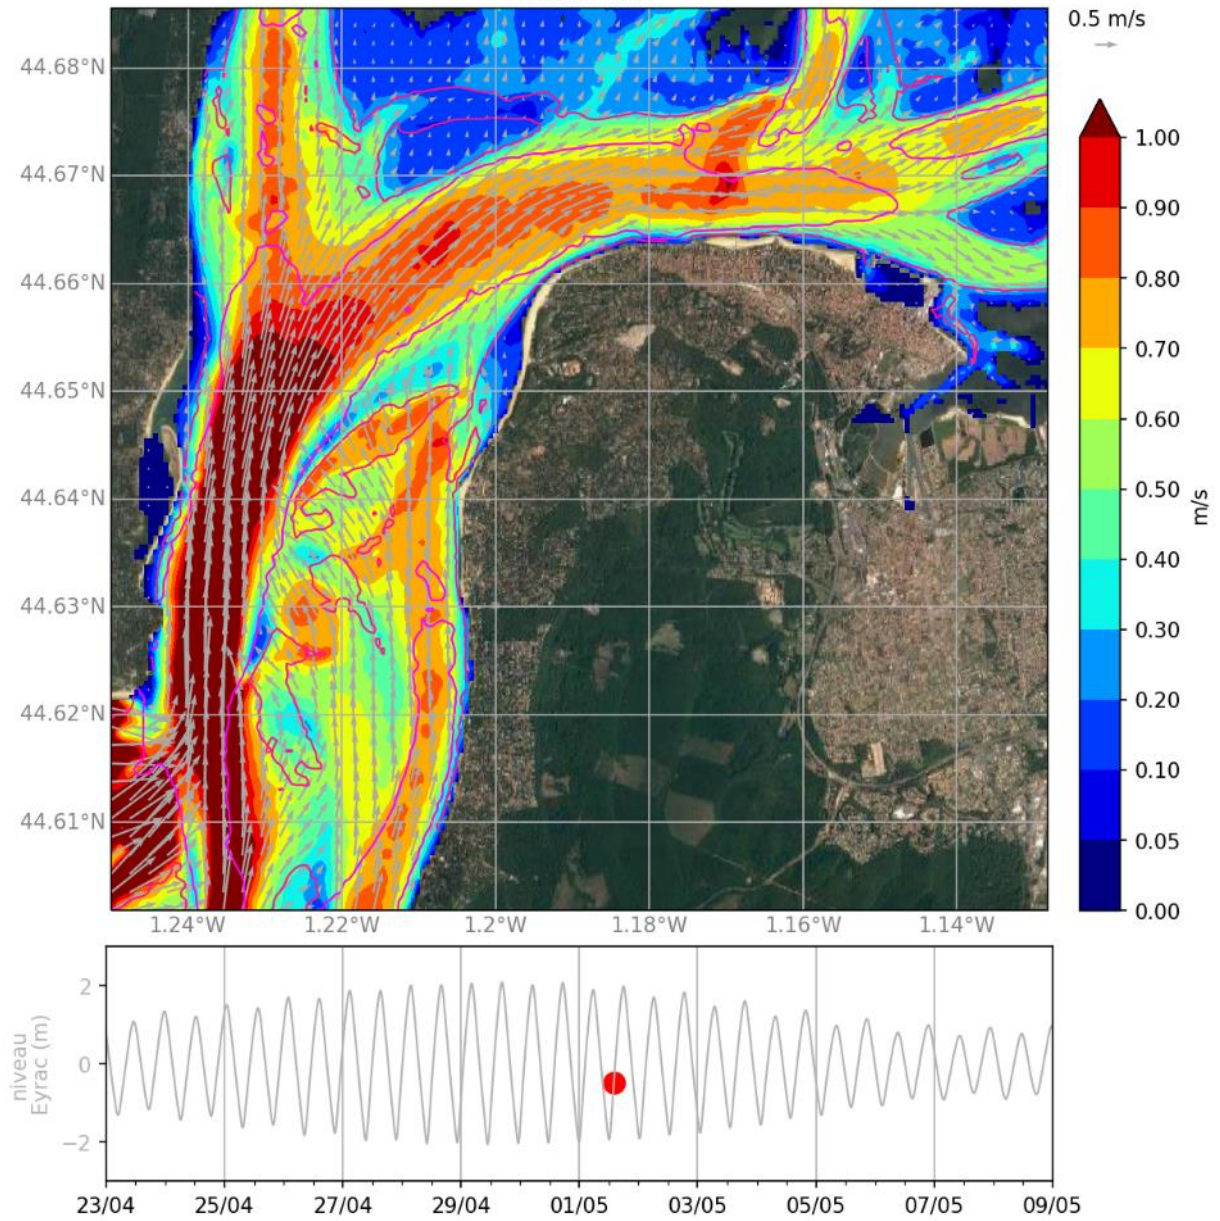 0.5 m/s
44.68°N
44.67°N
44.66°N
44.65°N
44.64°N
44.63°N
44.62°N
44.61°N
1.24°W 1.22°W 1.2°W 1.18°W 1.16°W 1.14°W
1.00
0.90
0.80
0.70
0.60
0.50
0.40
0.30
0.20
0.10
0.05
0.00
m/s
niveau
Eyrac (m)
2
0
−2
23/04 25/04 27/04 29/04 01/05 03/05 05/05 07/05 09/05